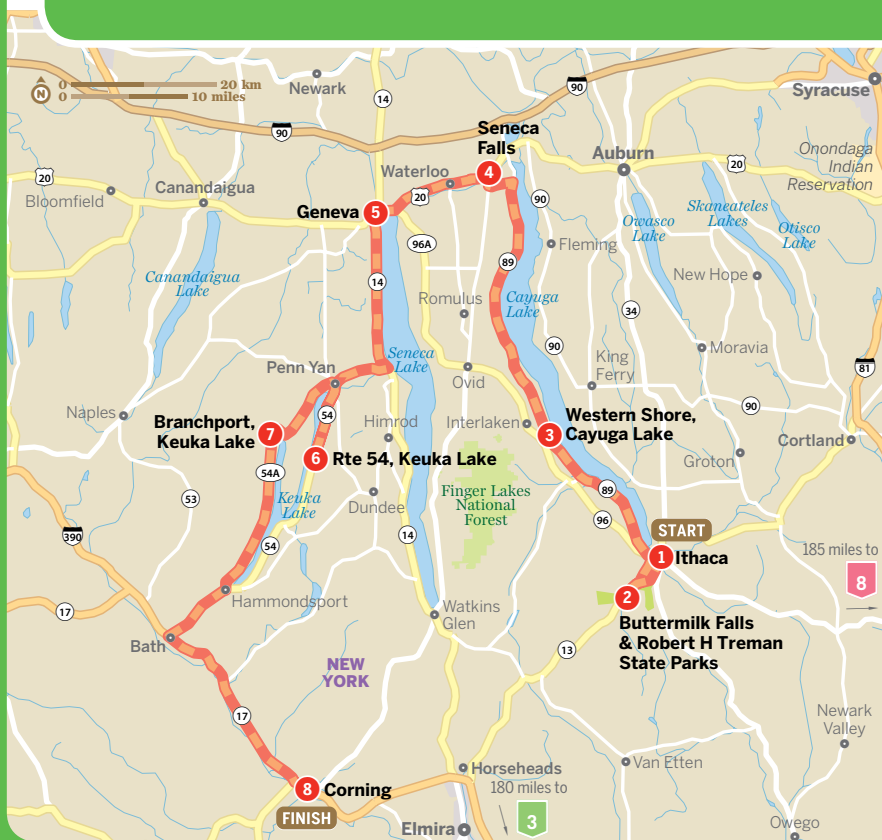 0 20 km
0 10 miles
N
Newark
14
90
90
Syracuse
Seneca
Falls
4
Auburn
20
Onondaga
Indian
Reservation
20
Bloomfield
Canandaigua
Waterloo
20
Geneva 5
90
96A
Fleming
Owasco
Lake
Skaneateles
Lakes
Otisco
Lake
Canandaigua
Lake
14
89
New Hope
Romulus
Cayuga
Lake
34
90
Moravia
Seneca
Lake
Penn Yan
Ovid
King
Ferry
81
Naples
54
90
Branchport,
Keuka Lake
7
Himrod
Interlaken
3
Western Shore,
Cayuga Lake
Cortland
6 Rte 54, Keuka Lake
Groton
54A
53
Keuka
Lake
Dundee
Finger Lakes
National
Forest
89
96
390
14
54
START
1 Ithaca
185 miles to
8
17
Hammondsport
Watkins
Glen
2
Buttermilk Falls
& Robert H Treman
State Parks
Bath
13
NEW
YORK
17
Newark
Valley
8 Corning
FINISH
Horseheads
180 miles to
3
Van Etten
Elmira
Owego